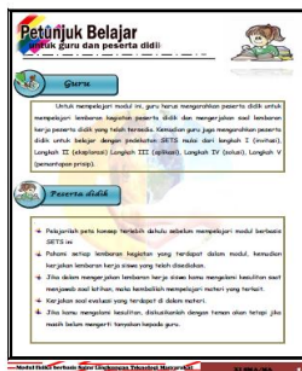 Petunjuk Belajar
untuk guru dan peserta didik
Guru
Untuk mempelajari modul ini, guru harus mengarahkan peserta didik untuk
mempelajari lembaran kegiatan peserta didik dan mengerjakan soal lembaran
kerja peserta didik yang telah tersedia. Kemudian guru juga mengarahkan peserta
didik untuk belajar dengan pedekatan SETS mulai dari langkah I (invitasi),
Langkah II (eksplorasi) Langkah III (aplikasi), Langkah IV (solusi), Langkah V
(pemantapan prisip).
Peserta didik
Pelajarilah peta konsep terlebih dahulu sebelum mempelajari modul berbasis
SETS ini
Pahami setiap lembaran kegiatan yang terdapat dalam modul, kemudian
kerjakan lembaran kerja siswa yang telah disediakan.
Jika dalam mengerjakan lembaran kerja siswa kamu mengalami kesulitan saat
menjawab soal latihan, maka kembalilah mempelajari materi yang terkait.
Kerjakan soal evaluasi yang terdapat di dalam materi.
Jika kamu mengalami kesulitan, diskusikanlah dengan teman akan tetapi jika
masih belum mengerti tanyakan kepada guru.
Modul fisika berbasis Sains Lingkungan Teknologi Masyarakat